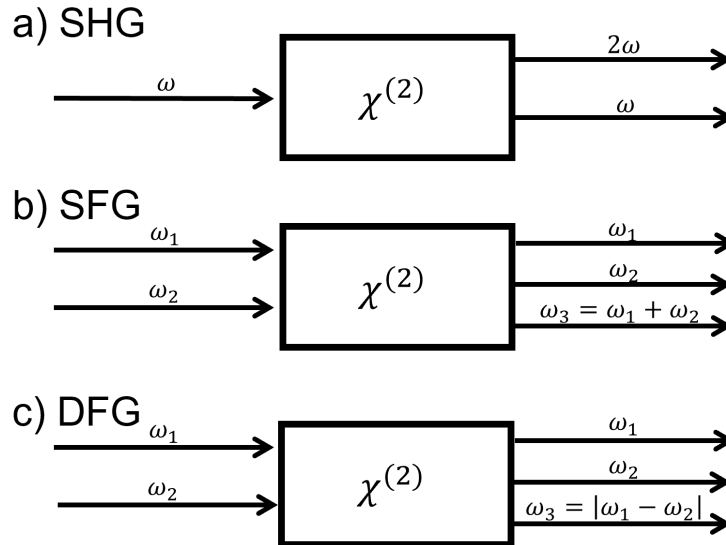 a) SHG
2ω
ω
χ⁽²⁾
ω
b) SFG
ω₁
ω₁
ω₂
ω₂
χ⁽²⁾
ω₃ = ω₁ + ω₂
c) DFG
ω₁
ω₁
ω₂
ω₂
χ⁽²⁾
ω₃ = |ω₁ − ω₂|